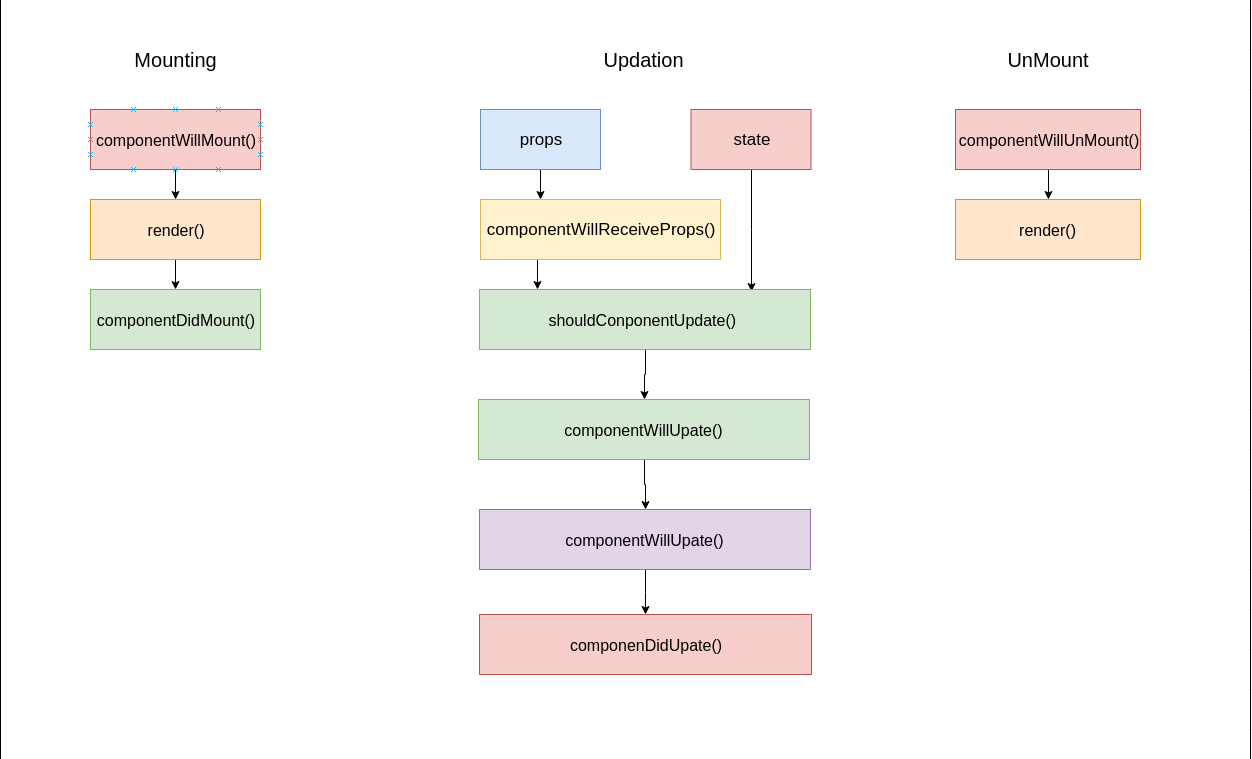 Mounting
componentWillMount()
render()
componentDidMount()
Updation
props
state
componentWillReceiveProps()
shouldConponentUpdate()
componentWillUpate()
componentWillUpate()
componenDidUpate()
UnMount
componentWillUnMount()
render()